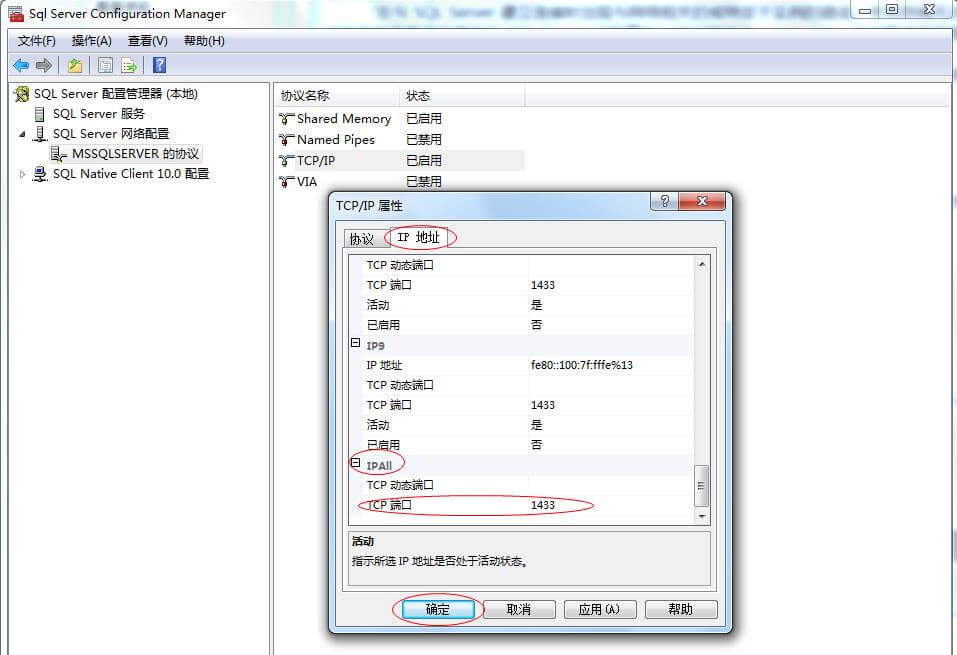 Sql Server Configuration Manager
文件(F) 操作(A) 查看(V) 帮助(H)
SQL Server 配置管理器 (本地)
SQL Server 服务
SQL Server 网络配置
MSSQLSERVER 的协议
SQL Native Client 10.0 配置
协议名称 状态
Shared Memory 已启用
Named Pipes 已禁用
TCP/IP 已启用
VIA 已禁用
TCP/IP 属性
协议 IP 地址
TCP 动态端口
TCP 端口 1433
活动 是
已启用 否
IP9
IP 地址 fe80::100:7f:fffe%13
TCP 动态端口
TCP 端口 1433
活动 是
已启用 否
IPAll
TCP 动态端口
TCP 端口 1433
活动
指示所选 IP 地址是否处于活动状态。
确定 取消 应用(A) 帮助